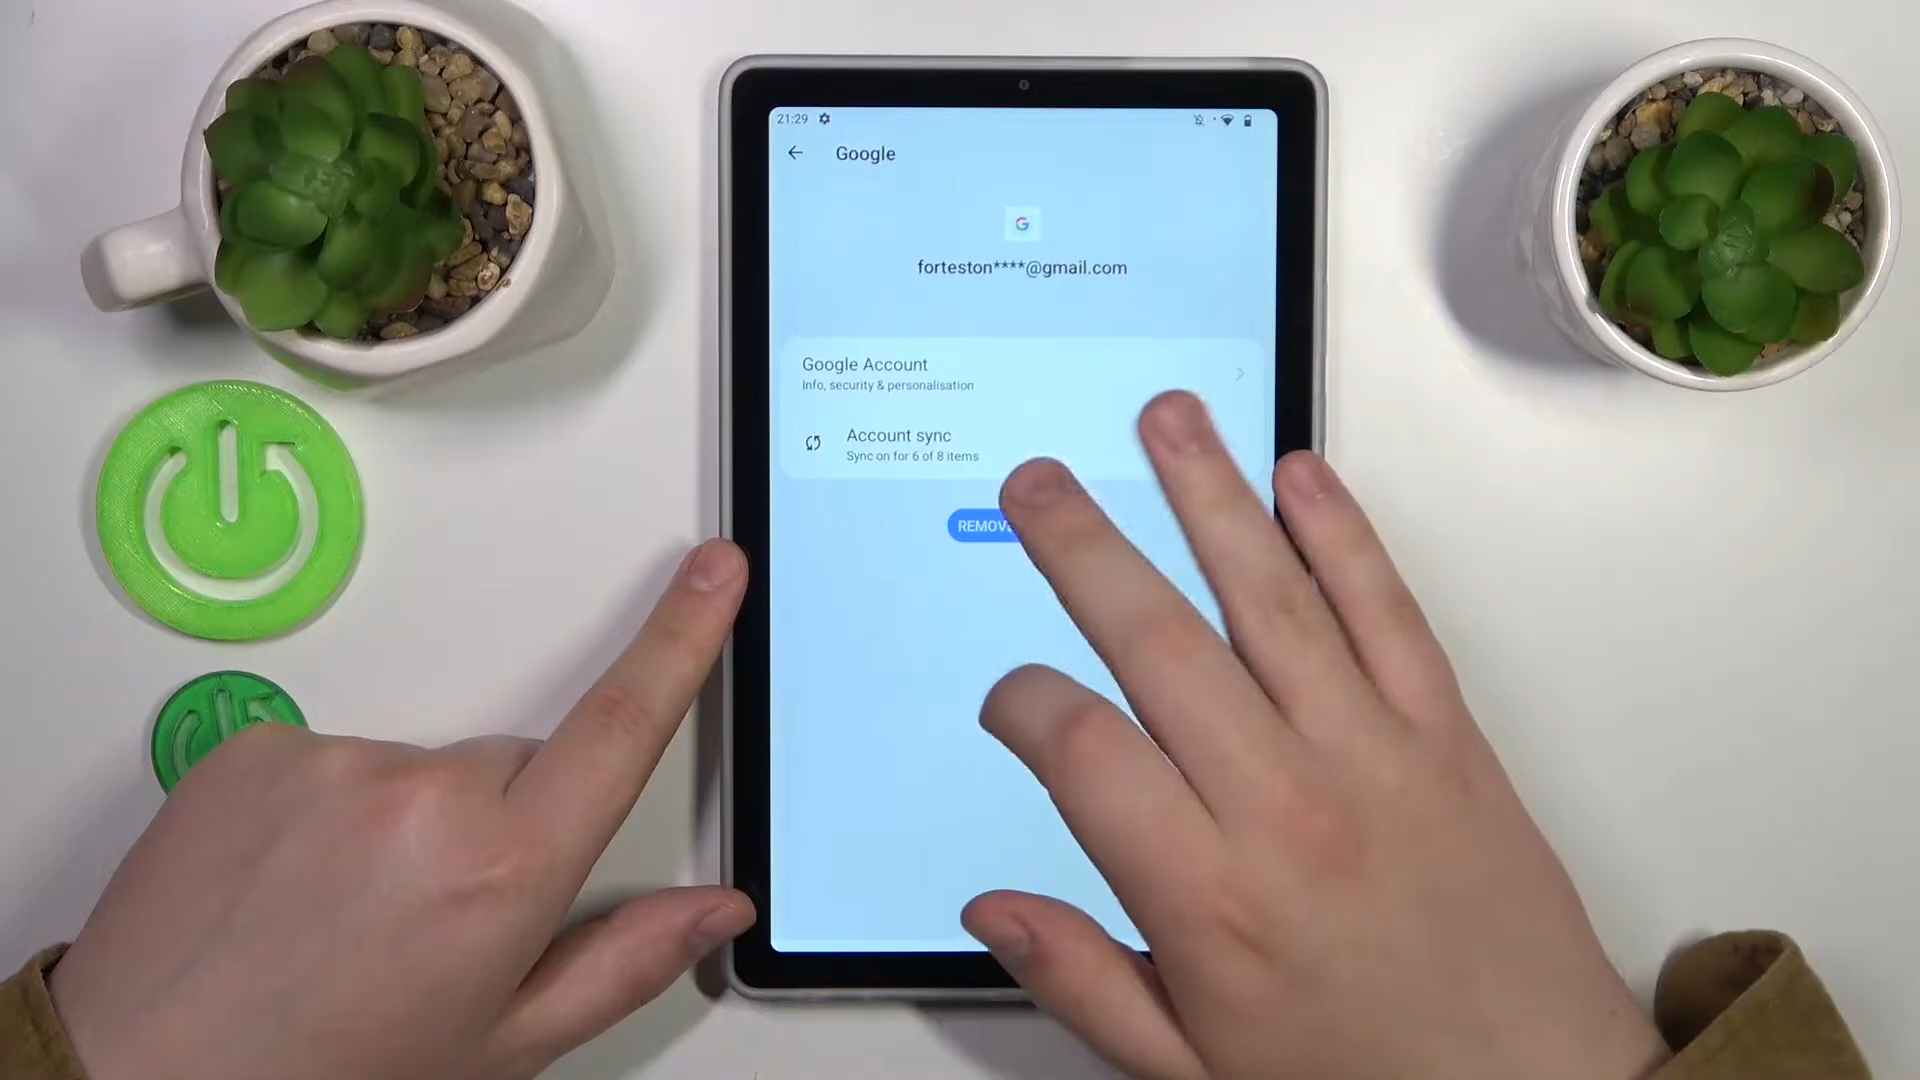 21:29
Google
G
forteston****@gmail.com
Google Account
Info, security & personalisation
Account sync
Sync on for 6 of 8 items